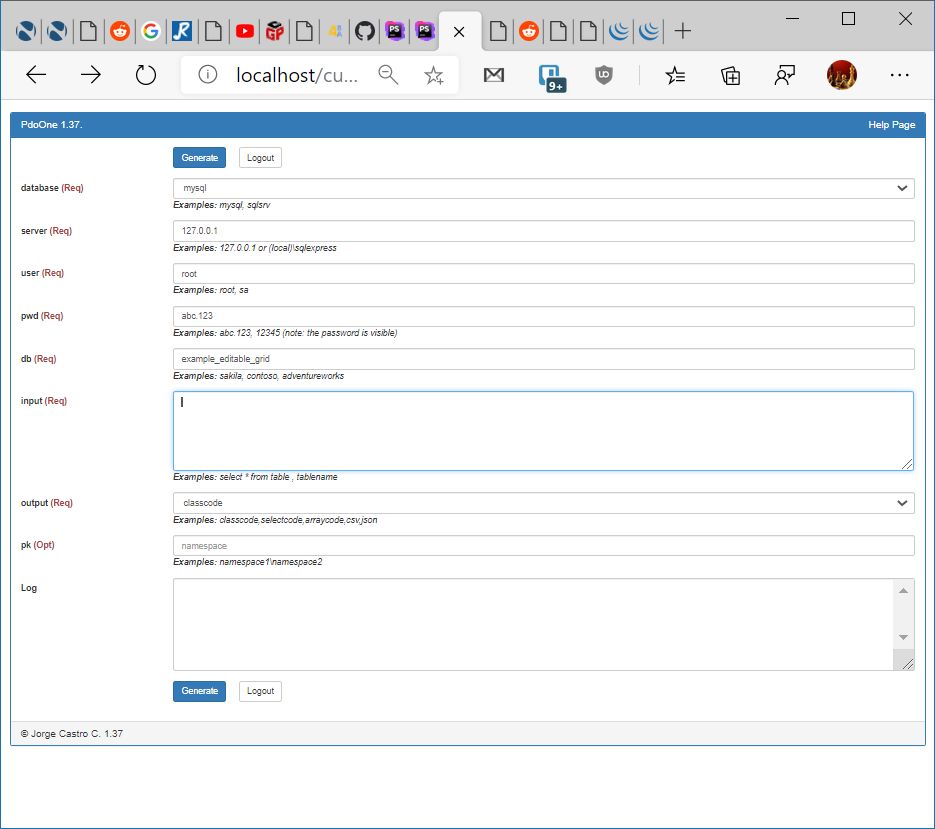 localhost/cu...
9+
PdoOne 1.37. Help Page
Generate Logout
database (Req) mysql
Examples: mysql, sqlsrv
server (Req) 127.0.0.1
Examples: 127.0.0.1 or (local)\sqlexpress
user (Req) root
Examples: root, sa
pwd (Req) abc.123
Examples: abc.123, 12345 (note: the password is visible)
db (Req) example_editable_grid
Examples: sakila, contoso, adventureworks
input (Req)
Examples: select * from table , tablename
output (Req) classcode
Examples: classcode,selectcode,arraycode,csv,json
pk (Opt) namespace
Examples: namespace1\namespace2
Log
Generate Logout
© Jorge Castro C. 1.37